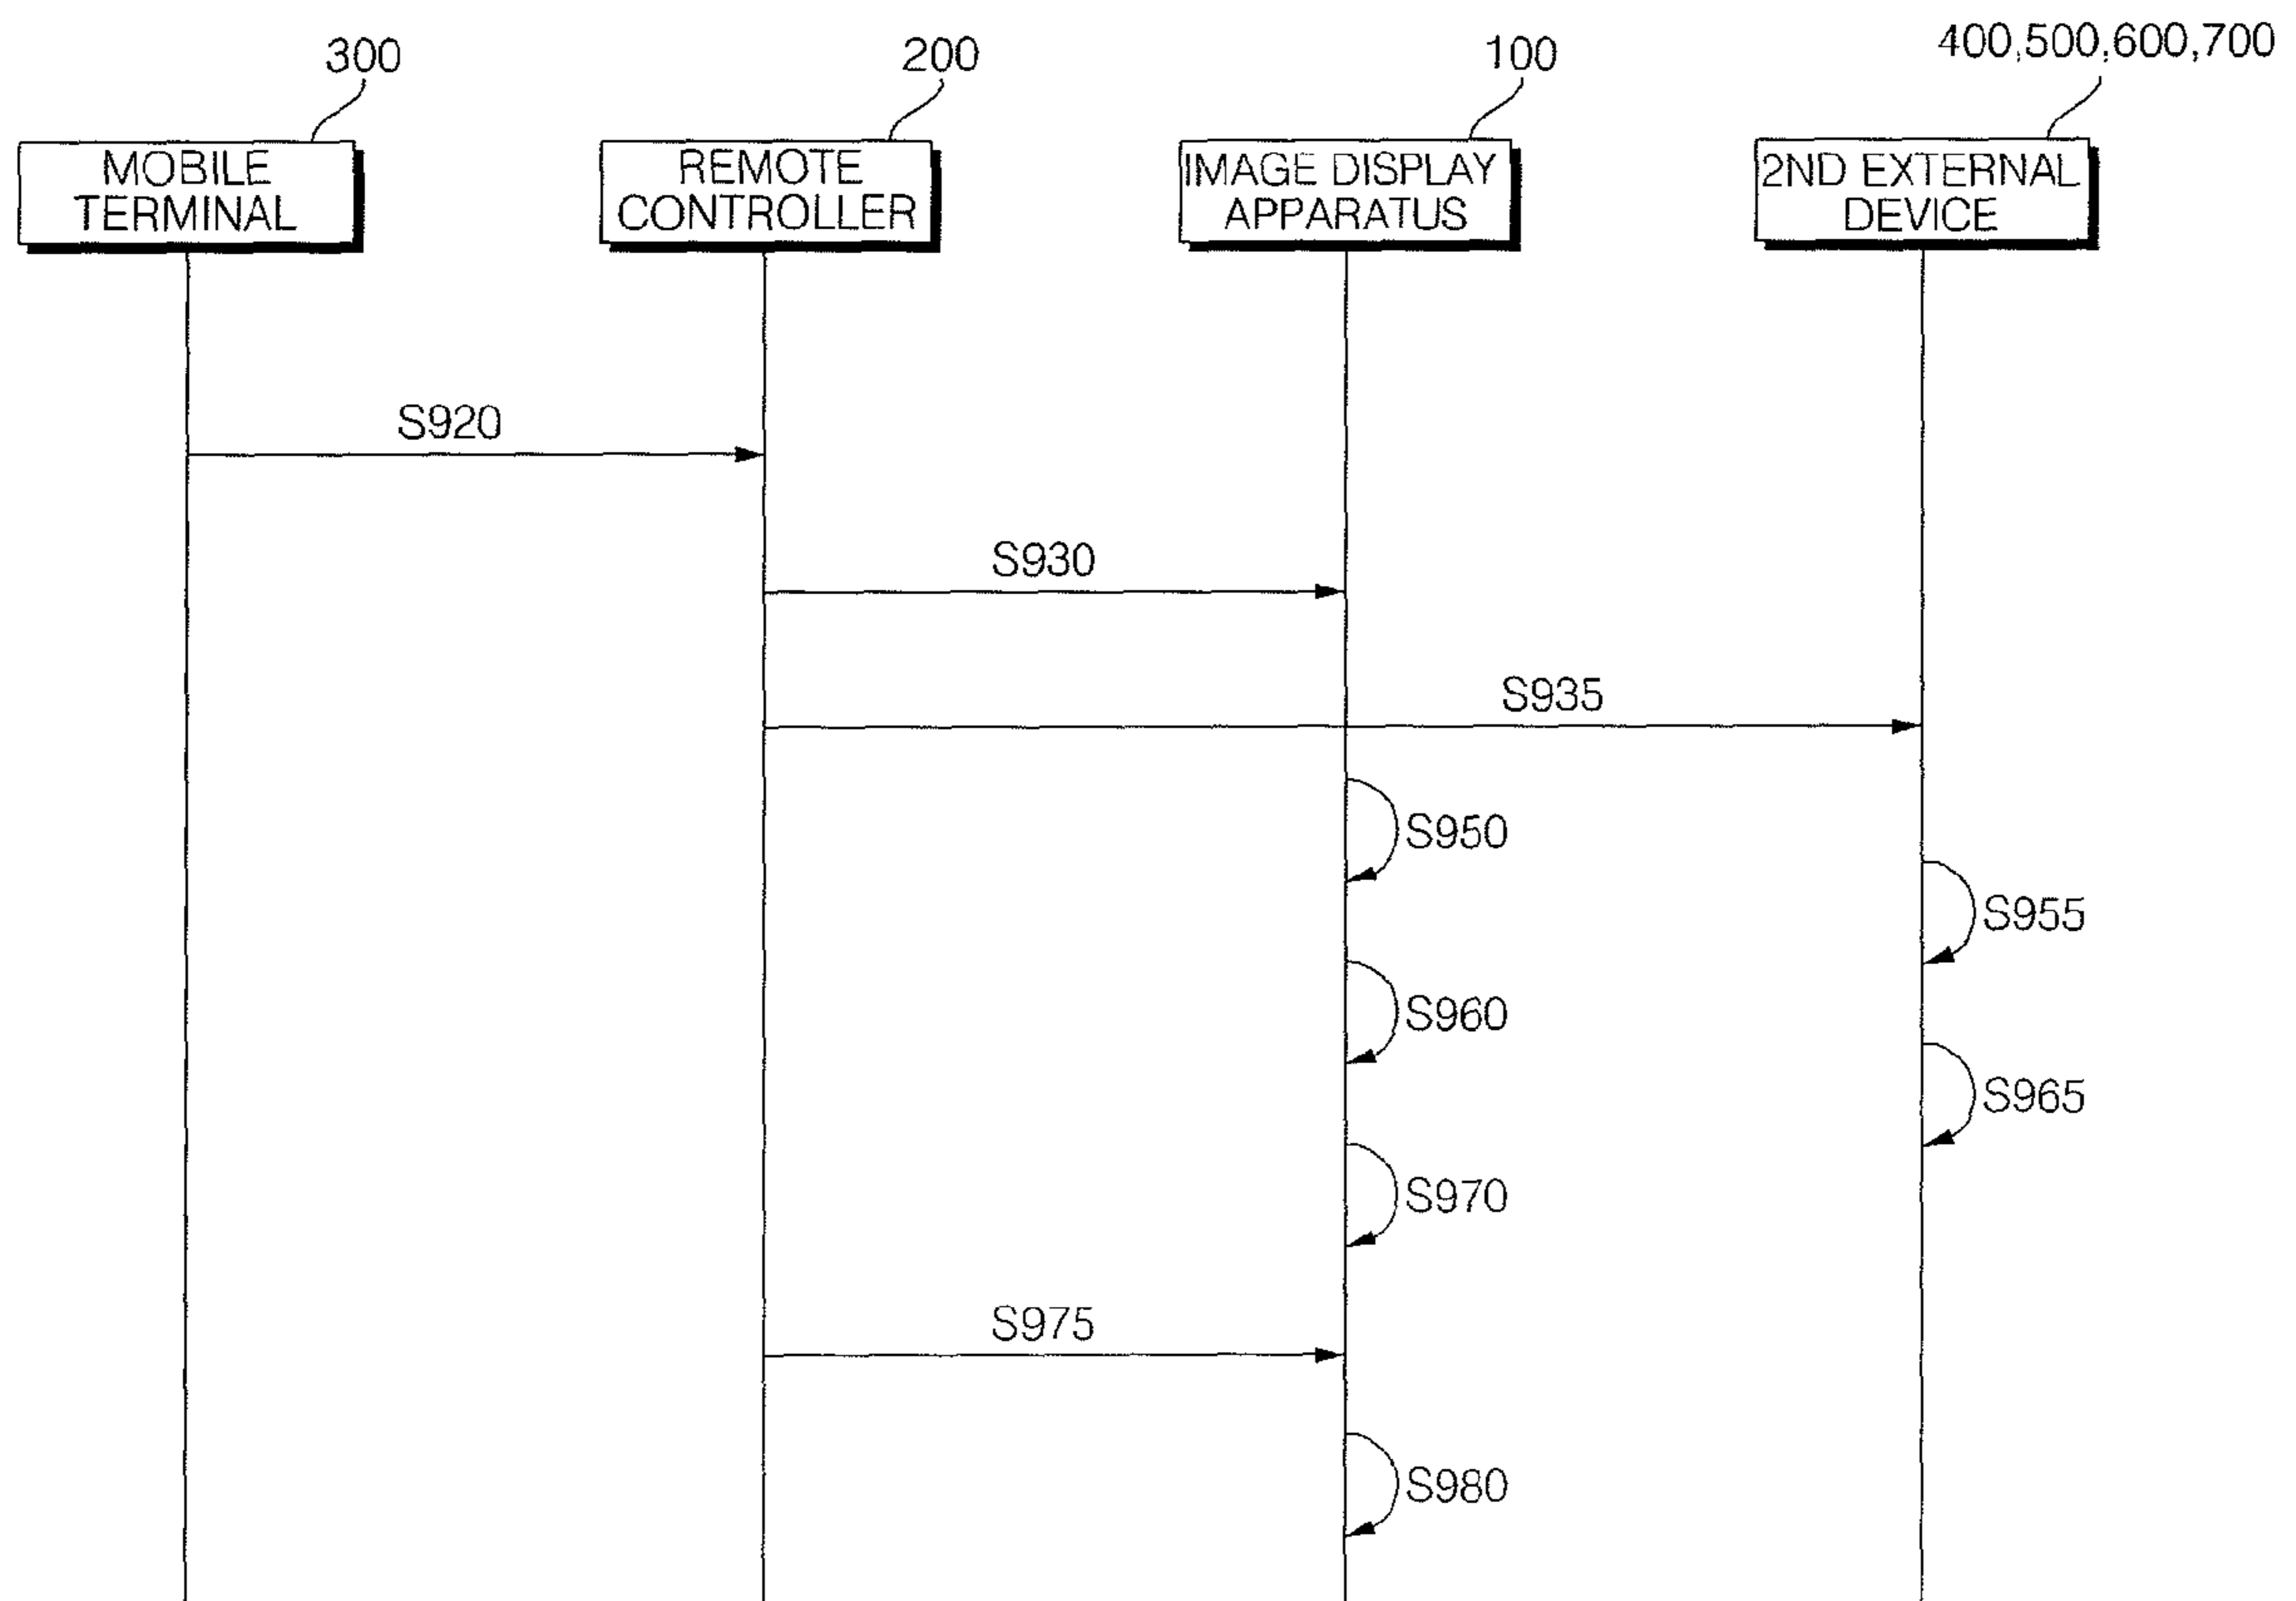 300
200
100
400,500,600,700
MOBILE
TERMINAL
REMOTE
CONTROLLER
IMAGE DISPLAY
APPARATUS
2ND EXTERNAL
DEVICE
S920
S930
S935
S950
S955
S960
S965
S970
S975
S980